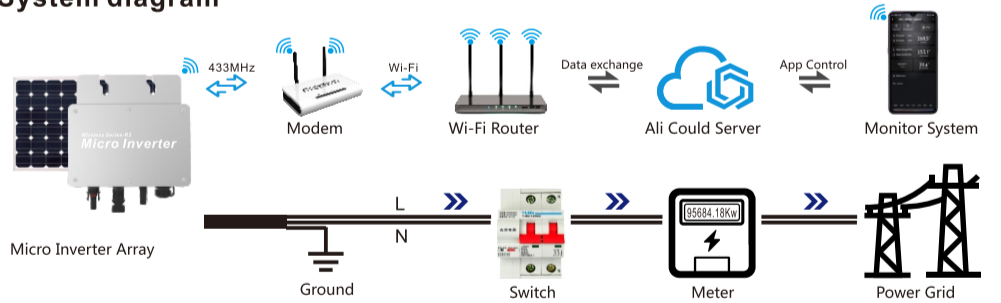 System diagram
433MHz
Wi-Fi
Data exchange
App Control
Modem
Wi-Fi Router
Ali Could Server
Monitor System
Micro Inverter
L
N
95684.18Kw
Micro Inverter Array
Ground
Switch
Meter
Power Grid